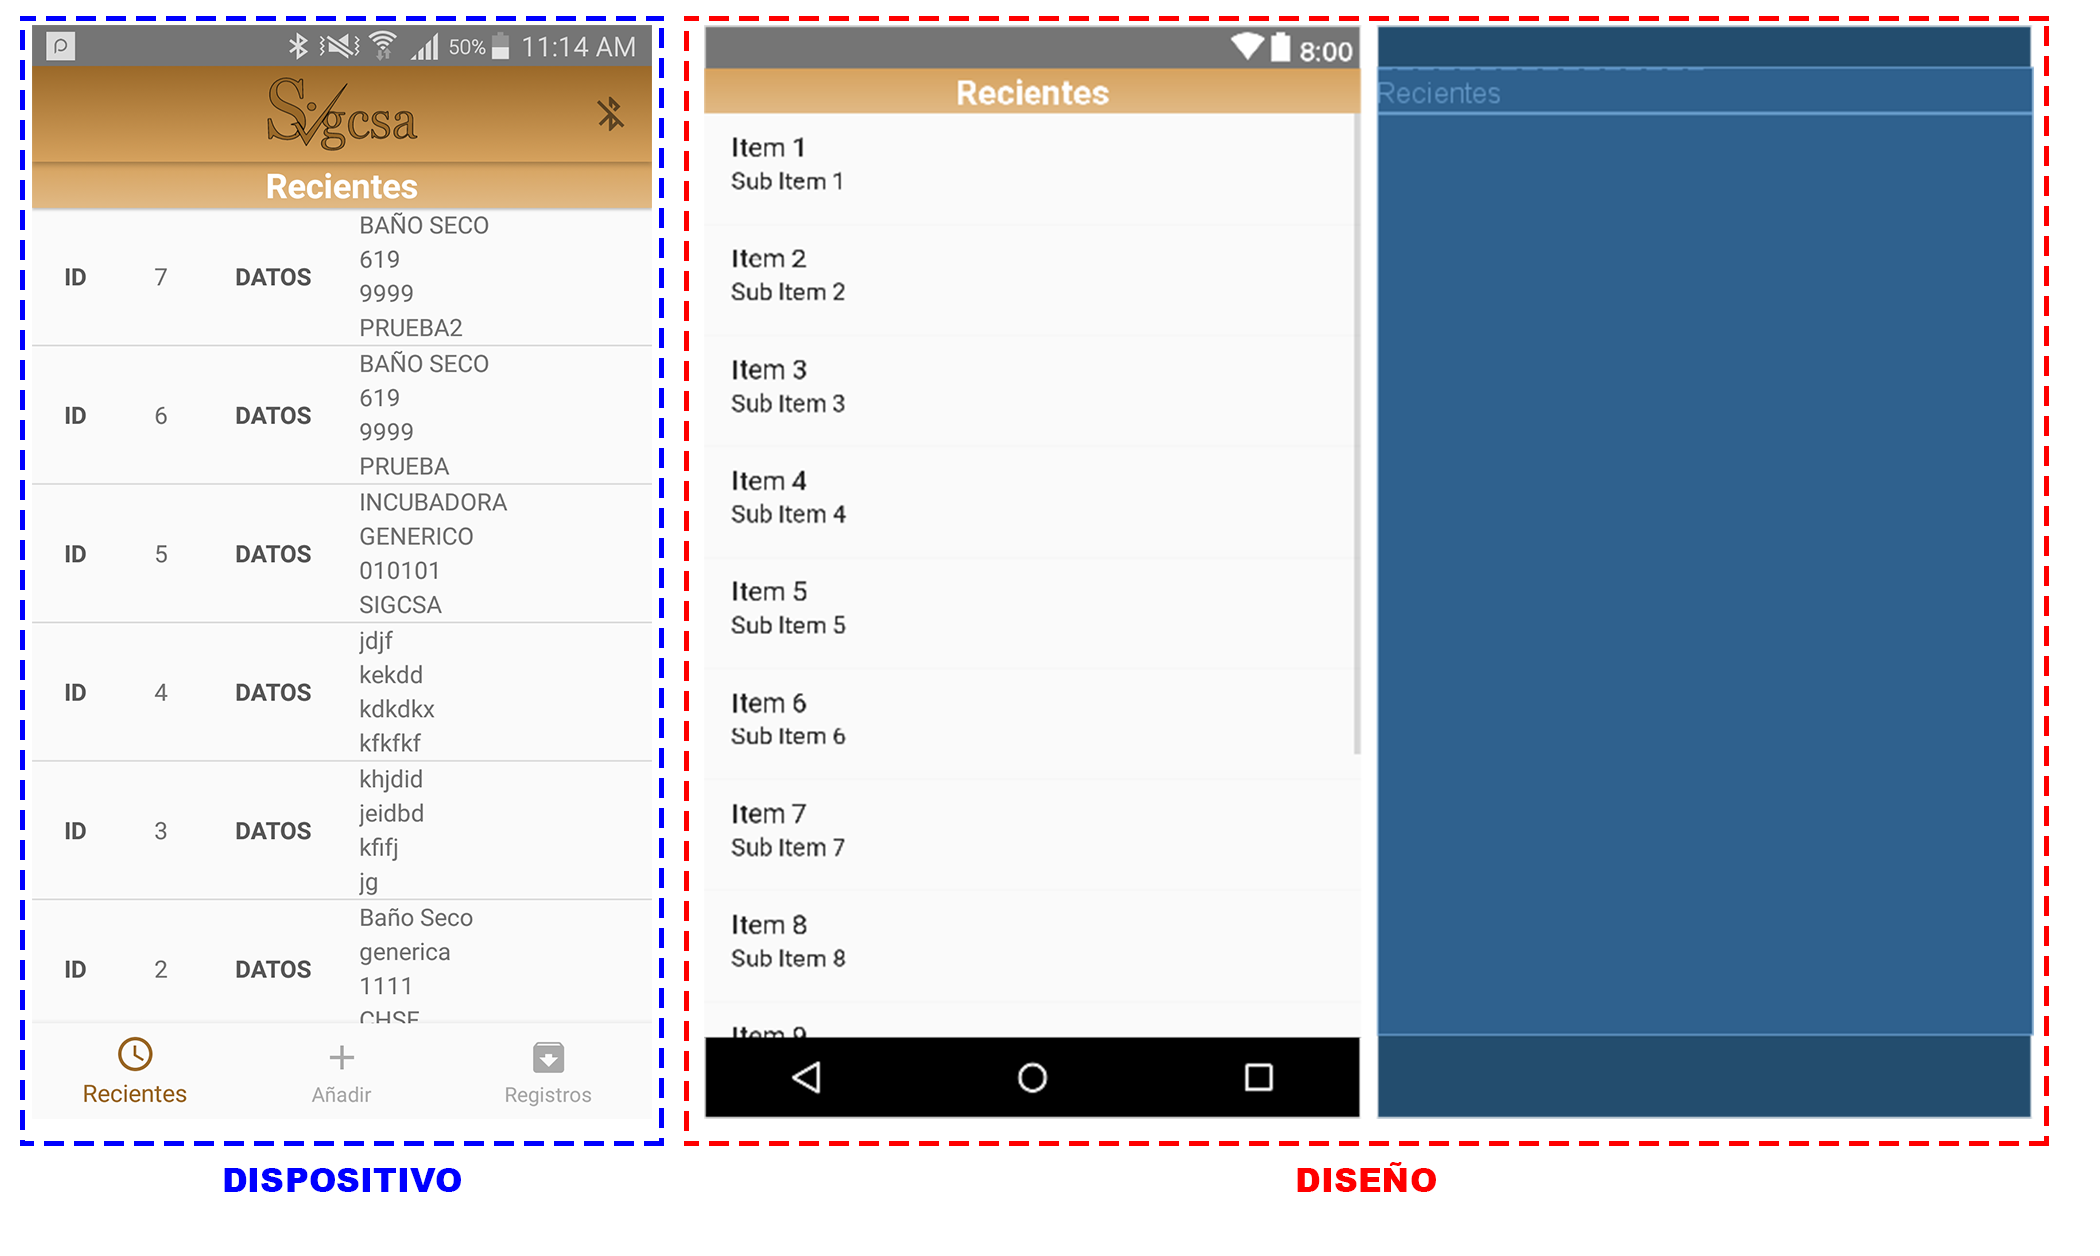 50% 11:14 AM
Sigcsa
Recientes
BAÑO SECO
619
ID 7 DATOS
9999
PRUEBA2
BAÑO SECO
619
ID 6 DATOS
9999
PRUEBA
INCUBADORA
GENERICO
ID 5 DATOS
010101
SIGCSA
jdjf
kekdd
ID 4 DATOS
kdkdkx
kfkfkf
khjdid
jeidbd
ID 3 DATOS
kfifj
jg
Baño Seco
generica
ID 2 DATOS
1111
CHSF
Recientes Añadir Registros
DISPOSITIVO
8:00
Recientes
Item 1
Sub Item 1
Item 2
Sub Item 2
Item 3
Sub Item 3
Item 4
Sub Item 4
Item 5
Sub Item 5
Item 6
Sub Item 6
Item 7
Sub Item 7
Item 8
Sub Item 8
Item 9
Recientes
DISEÑO